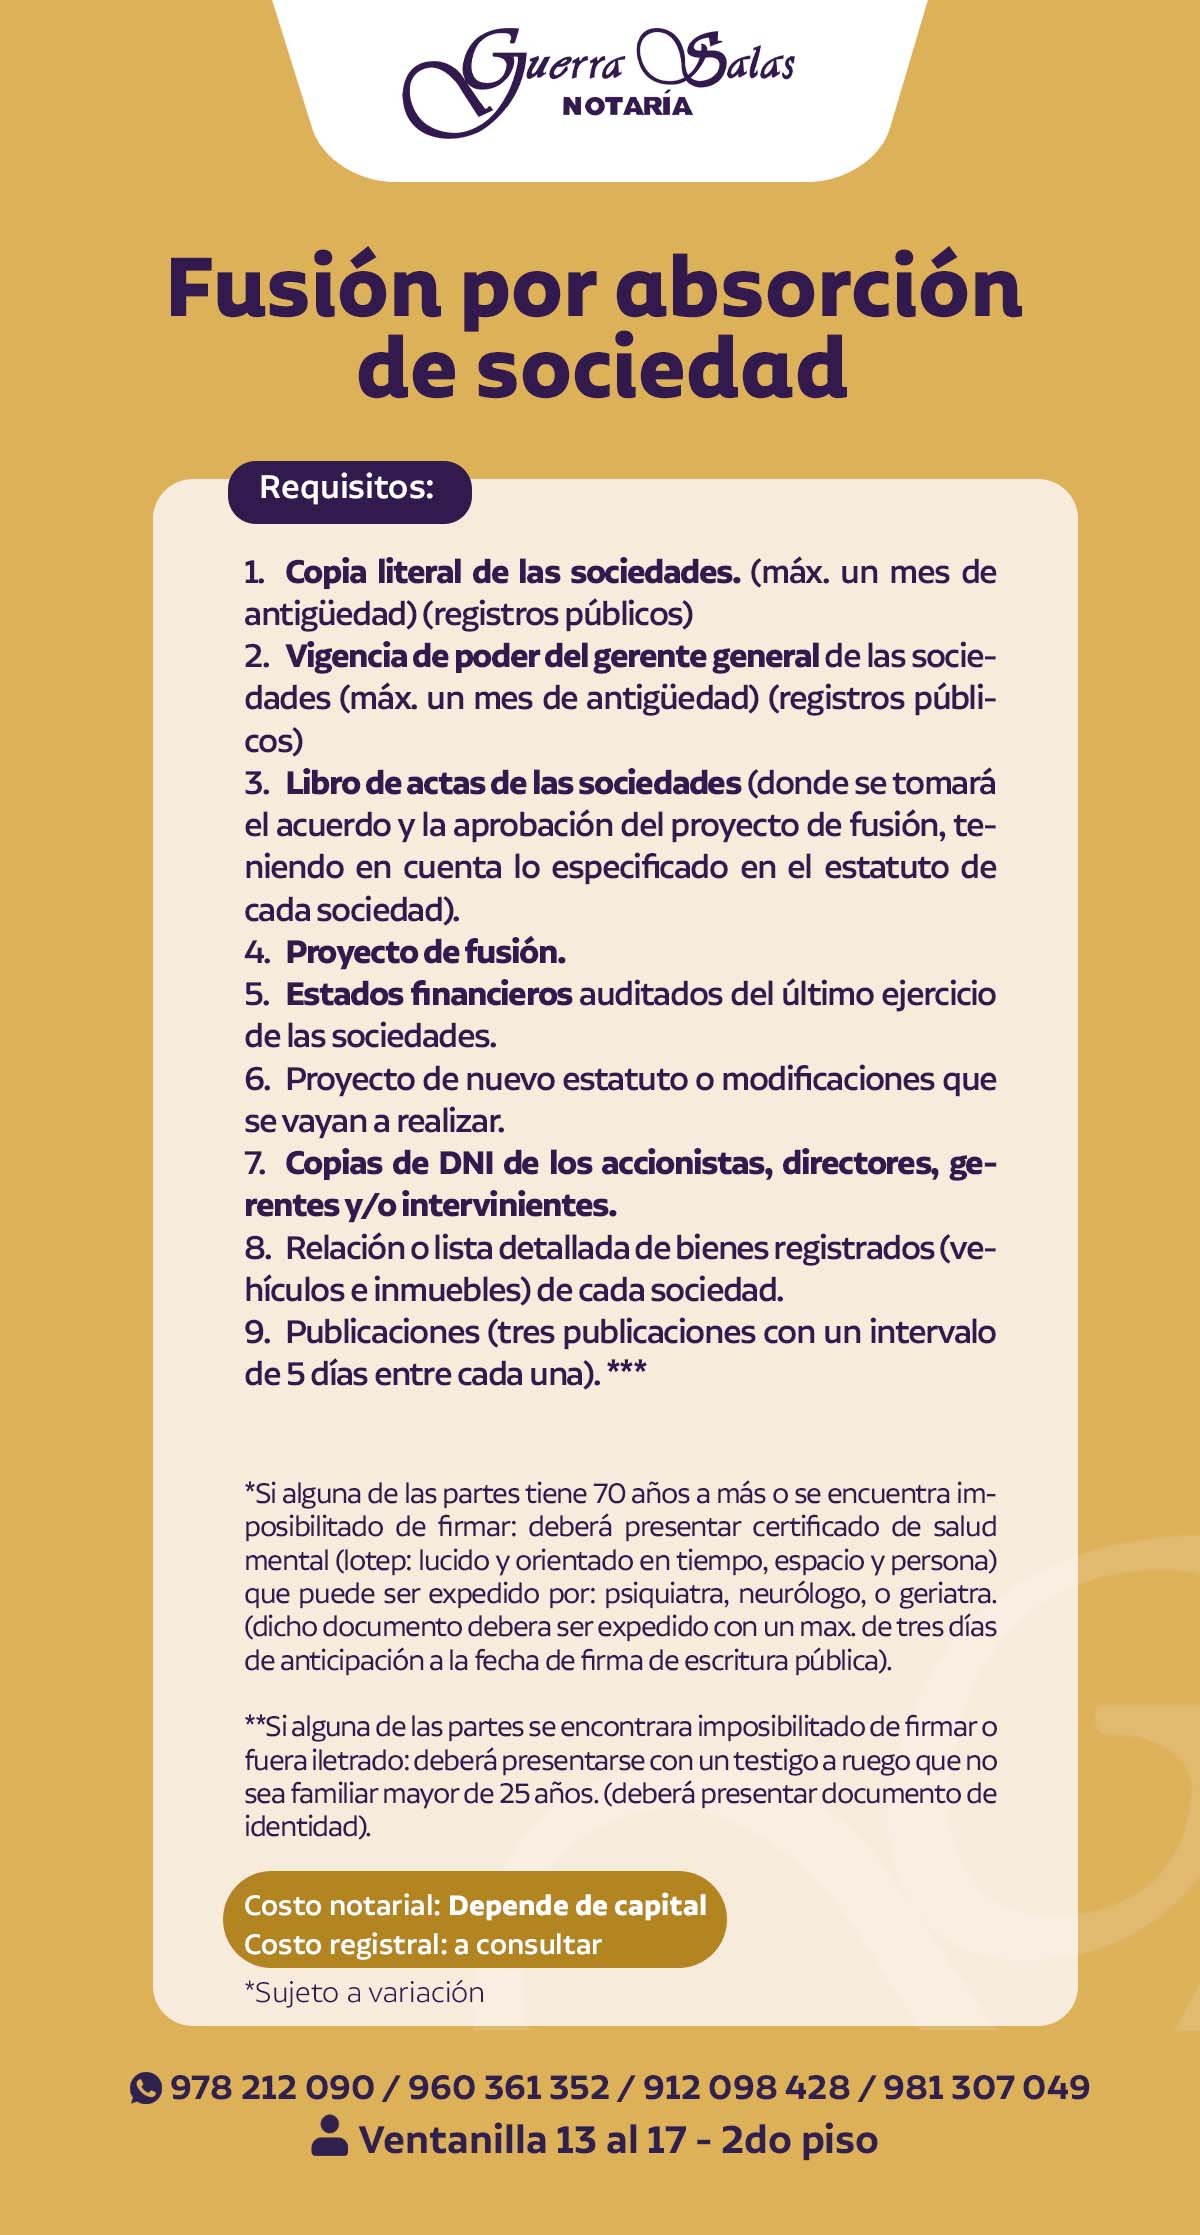 Guerra Salas
NOTARÍA
Fusión por absorción
de sociedad
Requisitos:
1. Copia literal de las sociedades. (máx. un mes de
antigüedad) (registros públicos)
2. Vigencia de poder del gerente general de las socie-
dades (máx. un mes de antigüedad) (registros públi-
cos)
3. Libro de actas de las sociedades (donde se tomará
el acuerdo y la aprobación del proyecto de fusión, te-
niendo en cuenta lo especificado en el estatuto de
cada sociedad).
4. Proyecto de fusión.
5. Estados financieros auditados del último ejercicio
de las sociedades.
6. Proyecto de nuevo estatuto o modificaciones que
se vayan a realizar.
7. Copias de DNI de los accionistas, directores, ge-
rentes y/o intervinientes.
8. Relación o lista detallada de bienes registrados (ve-
hículos e inmuebles) de cada sociedad.
9. Publicaciones (tres publicaciones con un intervalo
de 5 días entre cada una). ***
*Si alguna de las partes tiene 70 años a más o se encuentra im-
posibilitado de firmar: deberá presentar certificado de salud
mental (lotep: lucido y orientado en tiempo, espacio y persona)
que puede ser expedido por: psiquiatra, neurólogo, o geriatra.
(dicho documento debera ser expedido con un max. de tres días
de anticipación a la fecha de firma de escritura pública).
**Si alguna de las partes se encontrara imposibilitado de firmar o
fuera iletrado: deberá presentarse con un testigo a ruego que no
sea familiar mayor de 25 años. (deberá presentar documento de
identidad).
Costo notarial: Depende de capital
Costo registral: a consultar
*Sujeto a variación
978 212 090 / 960 361 352 / 912 098 428 / 981 307 049
Ventanilla 13 al 17 - 2do piso